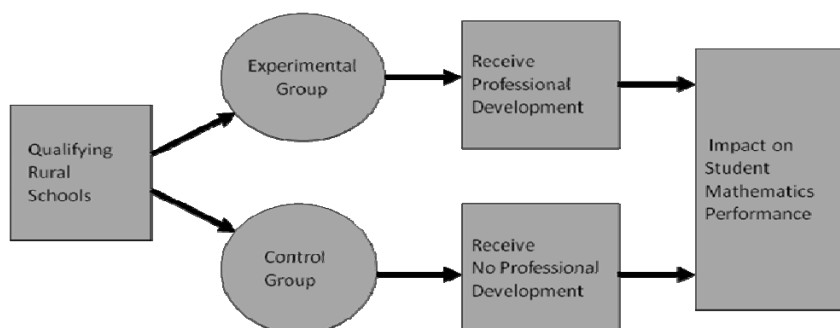 Qualifying
Rural
Schools
Experimental
Group
Receive
Professional
Development
Control
Group
Receive
No Professional
Development
Impact on
Student
Mathematics
Performance